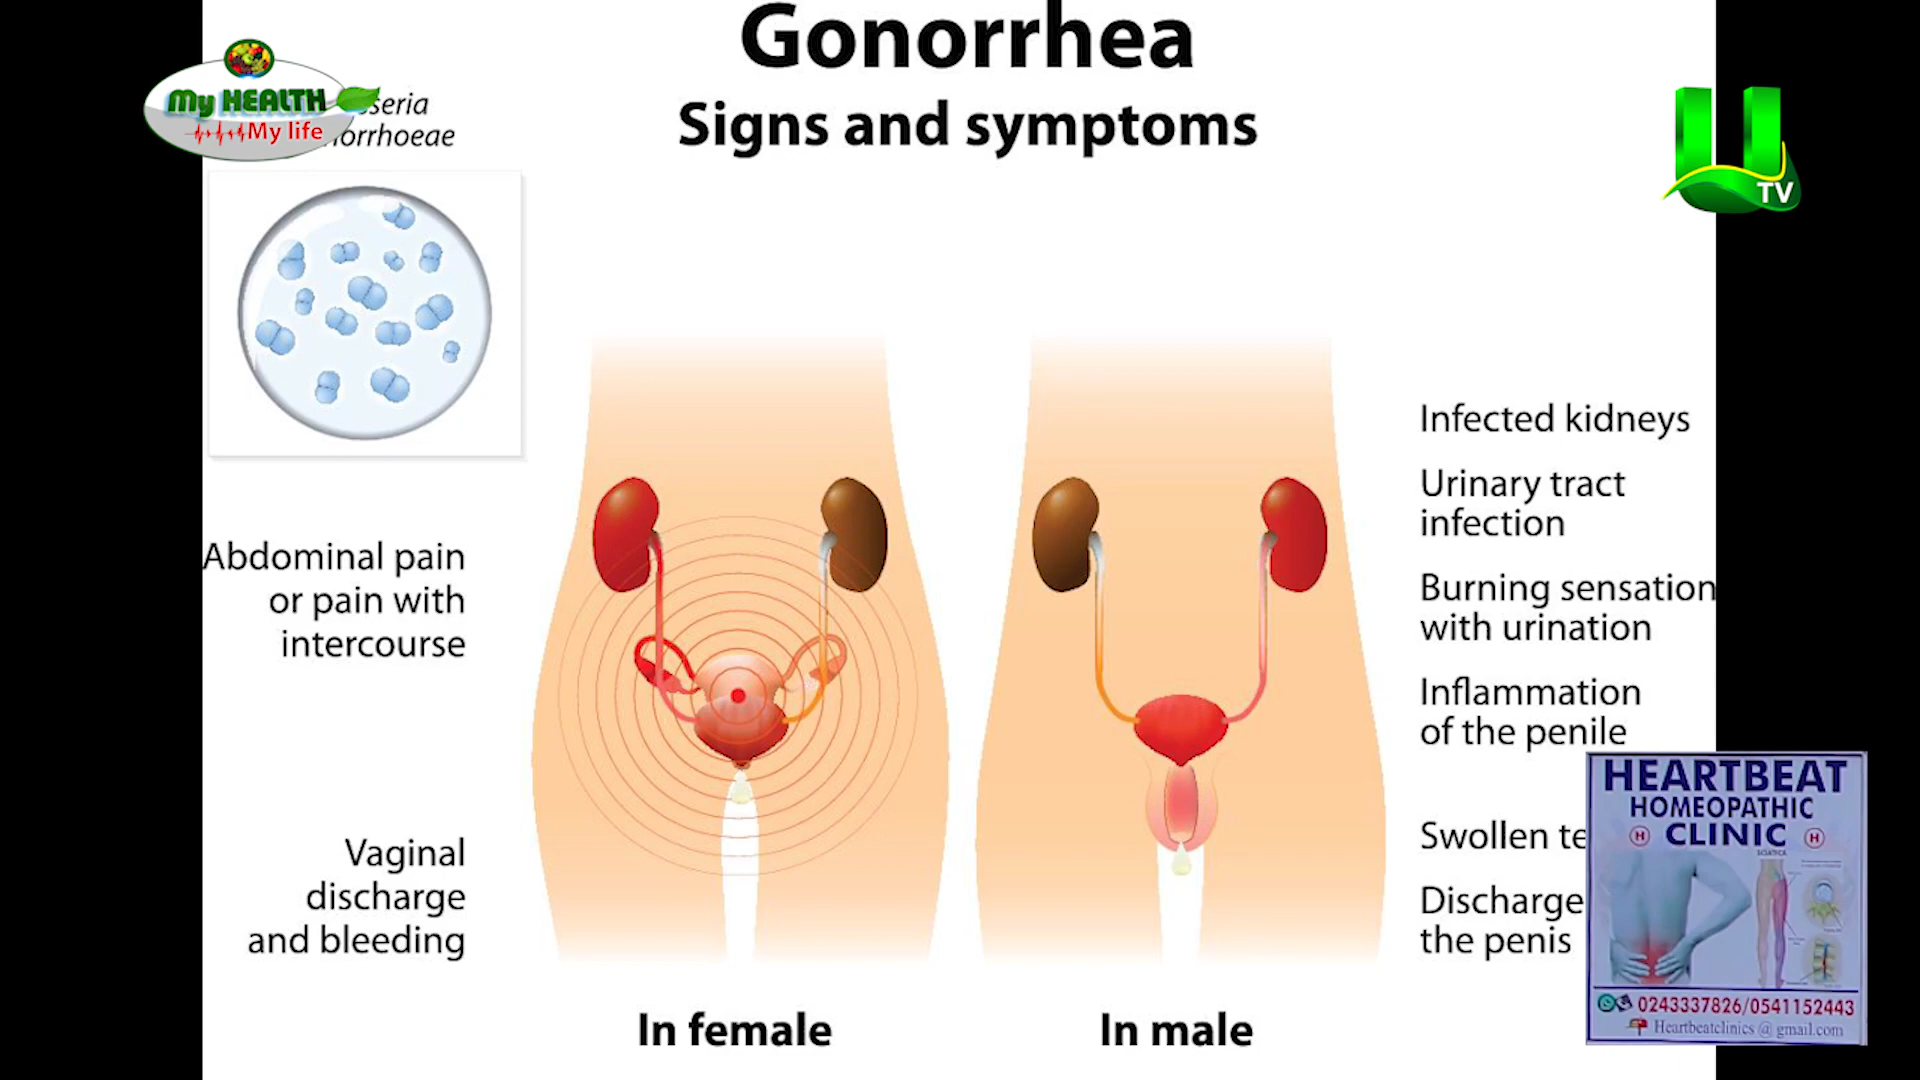 Gonorrhea
Signs and symptoms
My HEALTH
My life
seria
orrhoeae
U
TV
Abdominal pain
or pain with
intercourse
Vaginal
discharge
and bleeding
In female
Infected kidneys
Urinary tract
infection
Burning sensation
with urination
Inflammation
of the penile
Swollen te
Discharge
the penis
In male
HEARTBEAT
HOMEOPATHIC
H CLINIC H
SCIATICA
0243337826/0541152443
Heartbeatclinics @ gmail.com